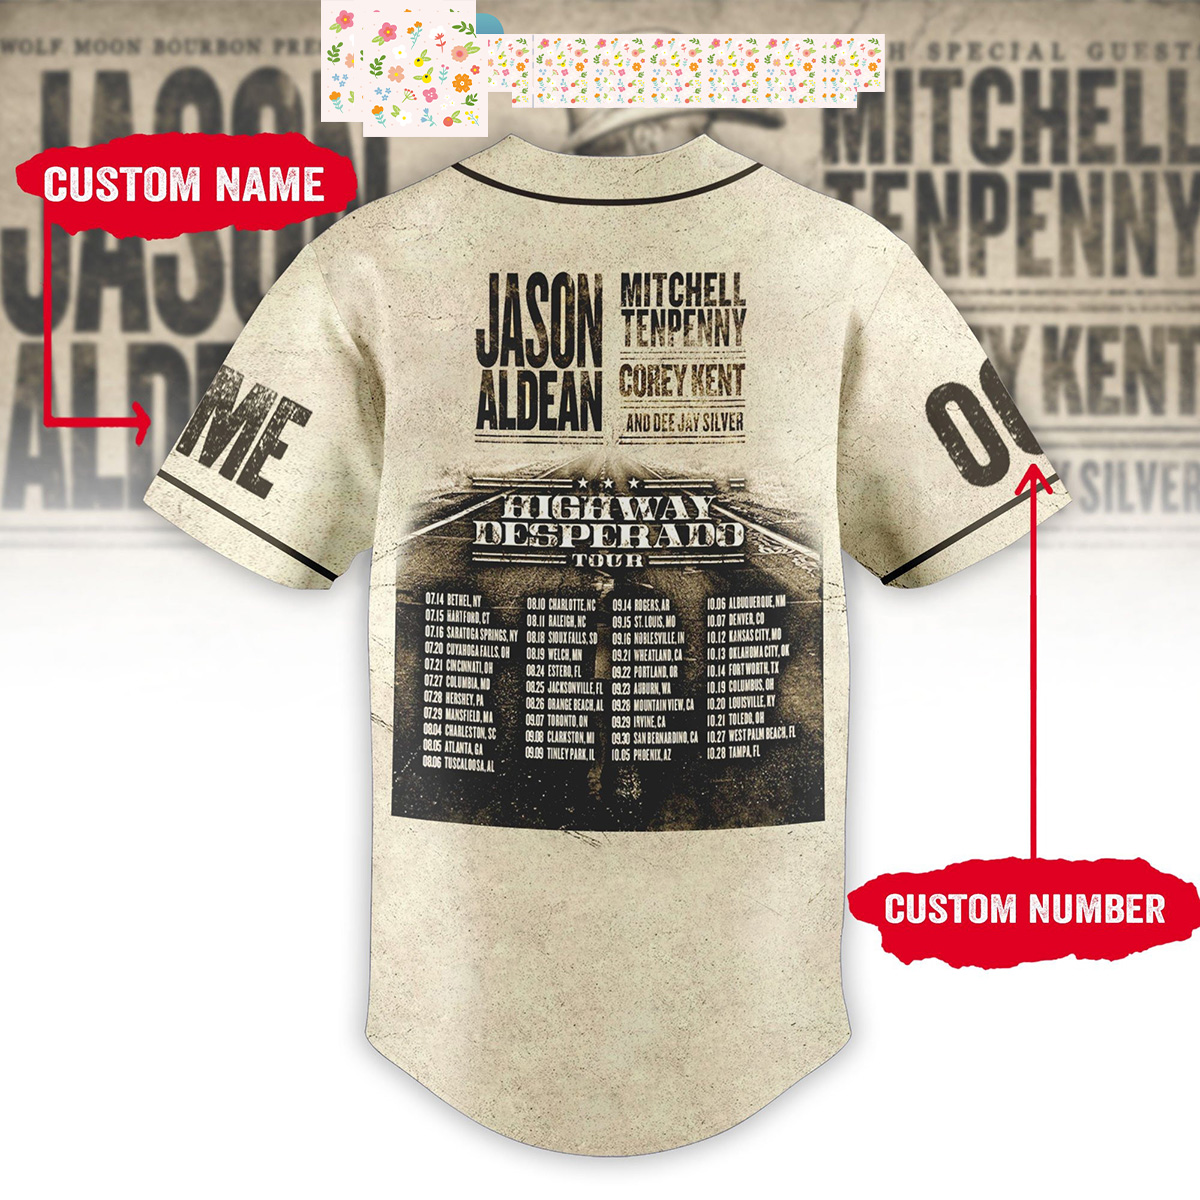 WOLF MOON BOURBON
SPECIAL GUEST
JASON
ALD
MITCHELL
TENPENNY
KENT
SILVER
CUSTOM NAME
JASON
ALDEAN
MITCHELL
TENPENNY
COREY KENT
AND DEE JAY SILVER
ME
00
HIGHWAY
DESPERADO
TOUR
07.14 BETHEL, NY
07.15 HARTFORD, CT
07.16 SARATOGA SPRINGS, NY
07.20 CUYAHOGA FALLS, OH
07.21 CINCINNATI, OH
07.27 COLUMBIA, MD
07.28 HERSHEY, PA
07.29 MANSFIELD, MA
08.04 CHARLESTON, SC
08.05 ATLANTA, GA
08.06 TUSCALOOSA, AL
08.10 CHARLOTTE, NC
08.11 RALEIGH, NC
08.18 SIOUX FALLS, SD
08.19 WELCH, MN
08.24 ESTERO, FL
08.25 JACKSONVILLE, FL
08.26 ORANGE BEACH, AL
09.07 TORONTO, ON
09.08 CLARKSTON, MI
09.09 TINLEY PARK, IL
09.14 ROGERS, AR
09.15 ST. LOUIS, MO
09.16 NOBLESVILLE, IN
09.21 WHEATLAND, CA
09.22 PORTLAND, OR
09.23 AUBURN, WA
09.28 MOUNTAIN VIEW, CA
09.29 IRVINE, CA
09.30 SAN BERNARDINO, CA
10.05 PHOENIX, AZ
10.06 ALBUQUERQUE, NM
10.07 DENVER, CO
10.12 KANSAS CITY, MO
10.13 OKLAHOMA CITY, OK
10.14 FORT WORTH, TX
10.19 COLUMBUS, OH
10.20 LOUISVILLE, KY
10.21 TOLEDO, OH
10.27 WEST PALM BEACH, FL
10.28 TAMPA, FL
CUSTOM NUMBER